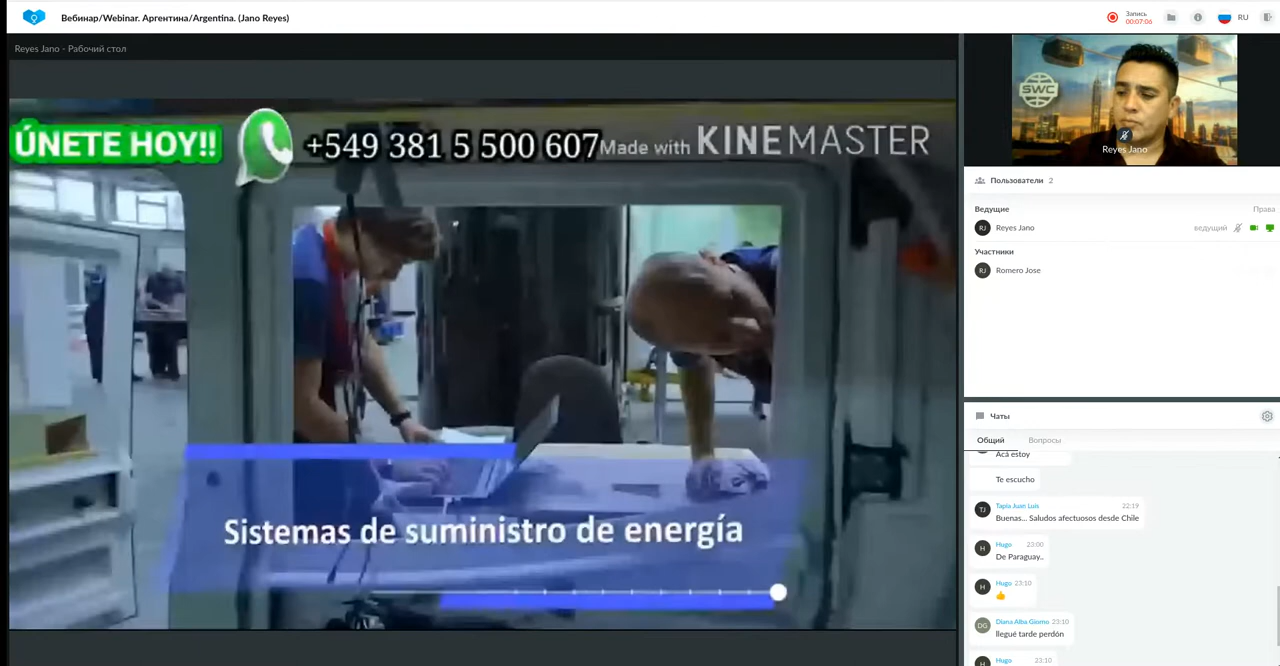 Вебинар/Webinar. Аргентина/Argentina. (Jano Reyes)
Запись
00:07:06
RU
Reyes Jano - Рабочий стол
ÚNETE HOY!!
+549 381 5 500 607
Made with KINEMASTER
Sistemas de suministro de energía
SWC
Reyes Jano
Пользователи 2
Ведущие Права
RJ Reyes Jano ведущий
Участники
RJ Romero Jose
Чаты
Общий Вопросы
Acá estoy
Te escucho
TJ Tapia Juan Luis 22:19
Buenas... Saludos afectuosos desde Chile
H Hugo 23:00
De Paraguay..
H Hugo 23:10
👍
DG Diana Alba Giorno 23:10
llegué tarde perdón
H Hugo 23:10